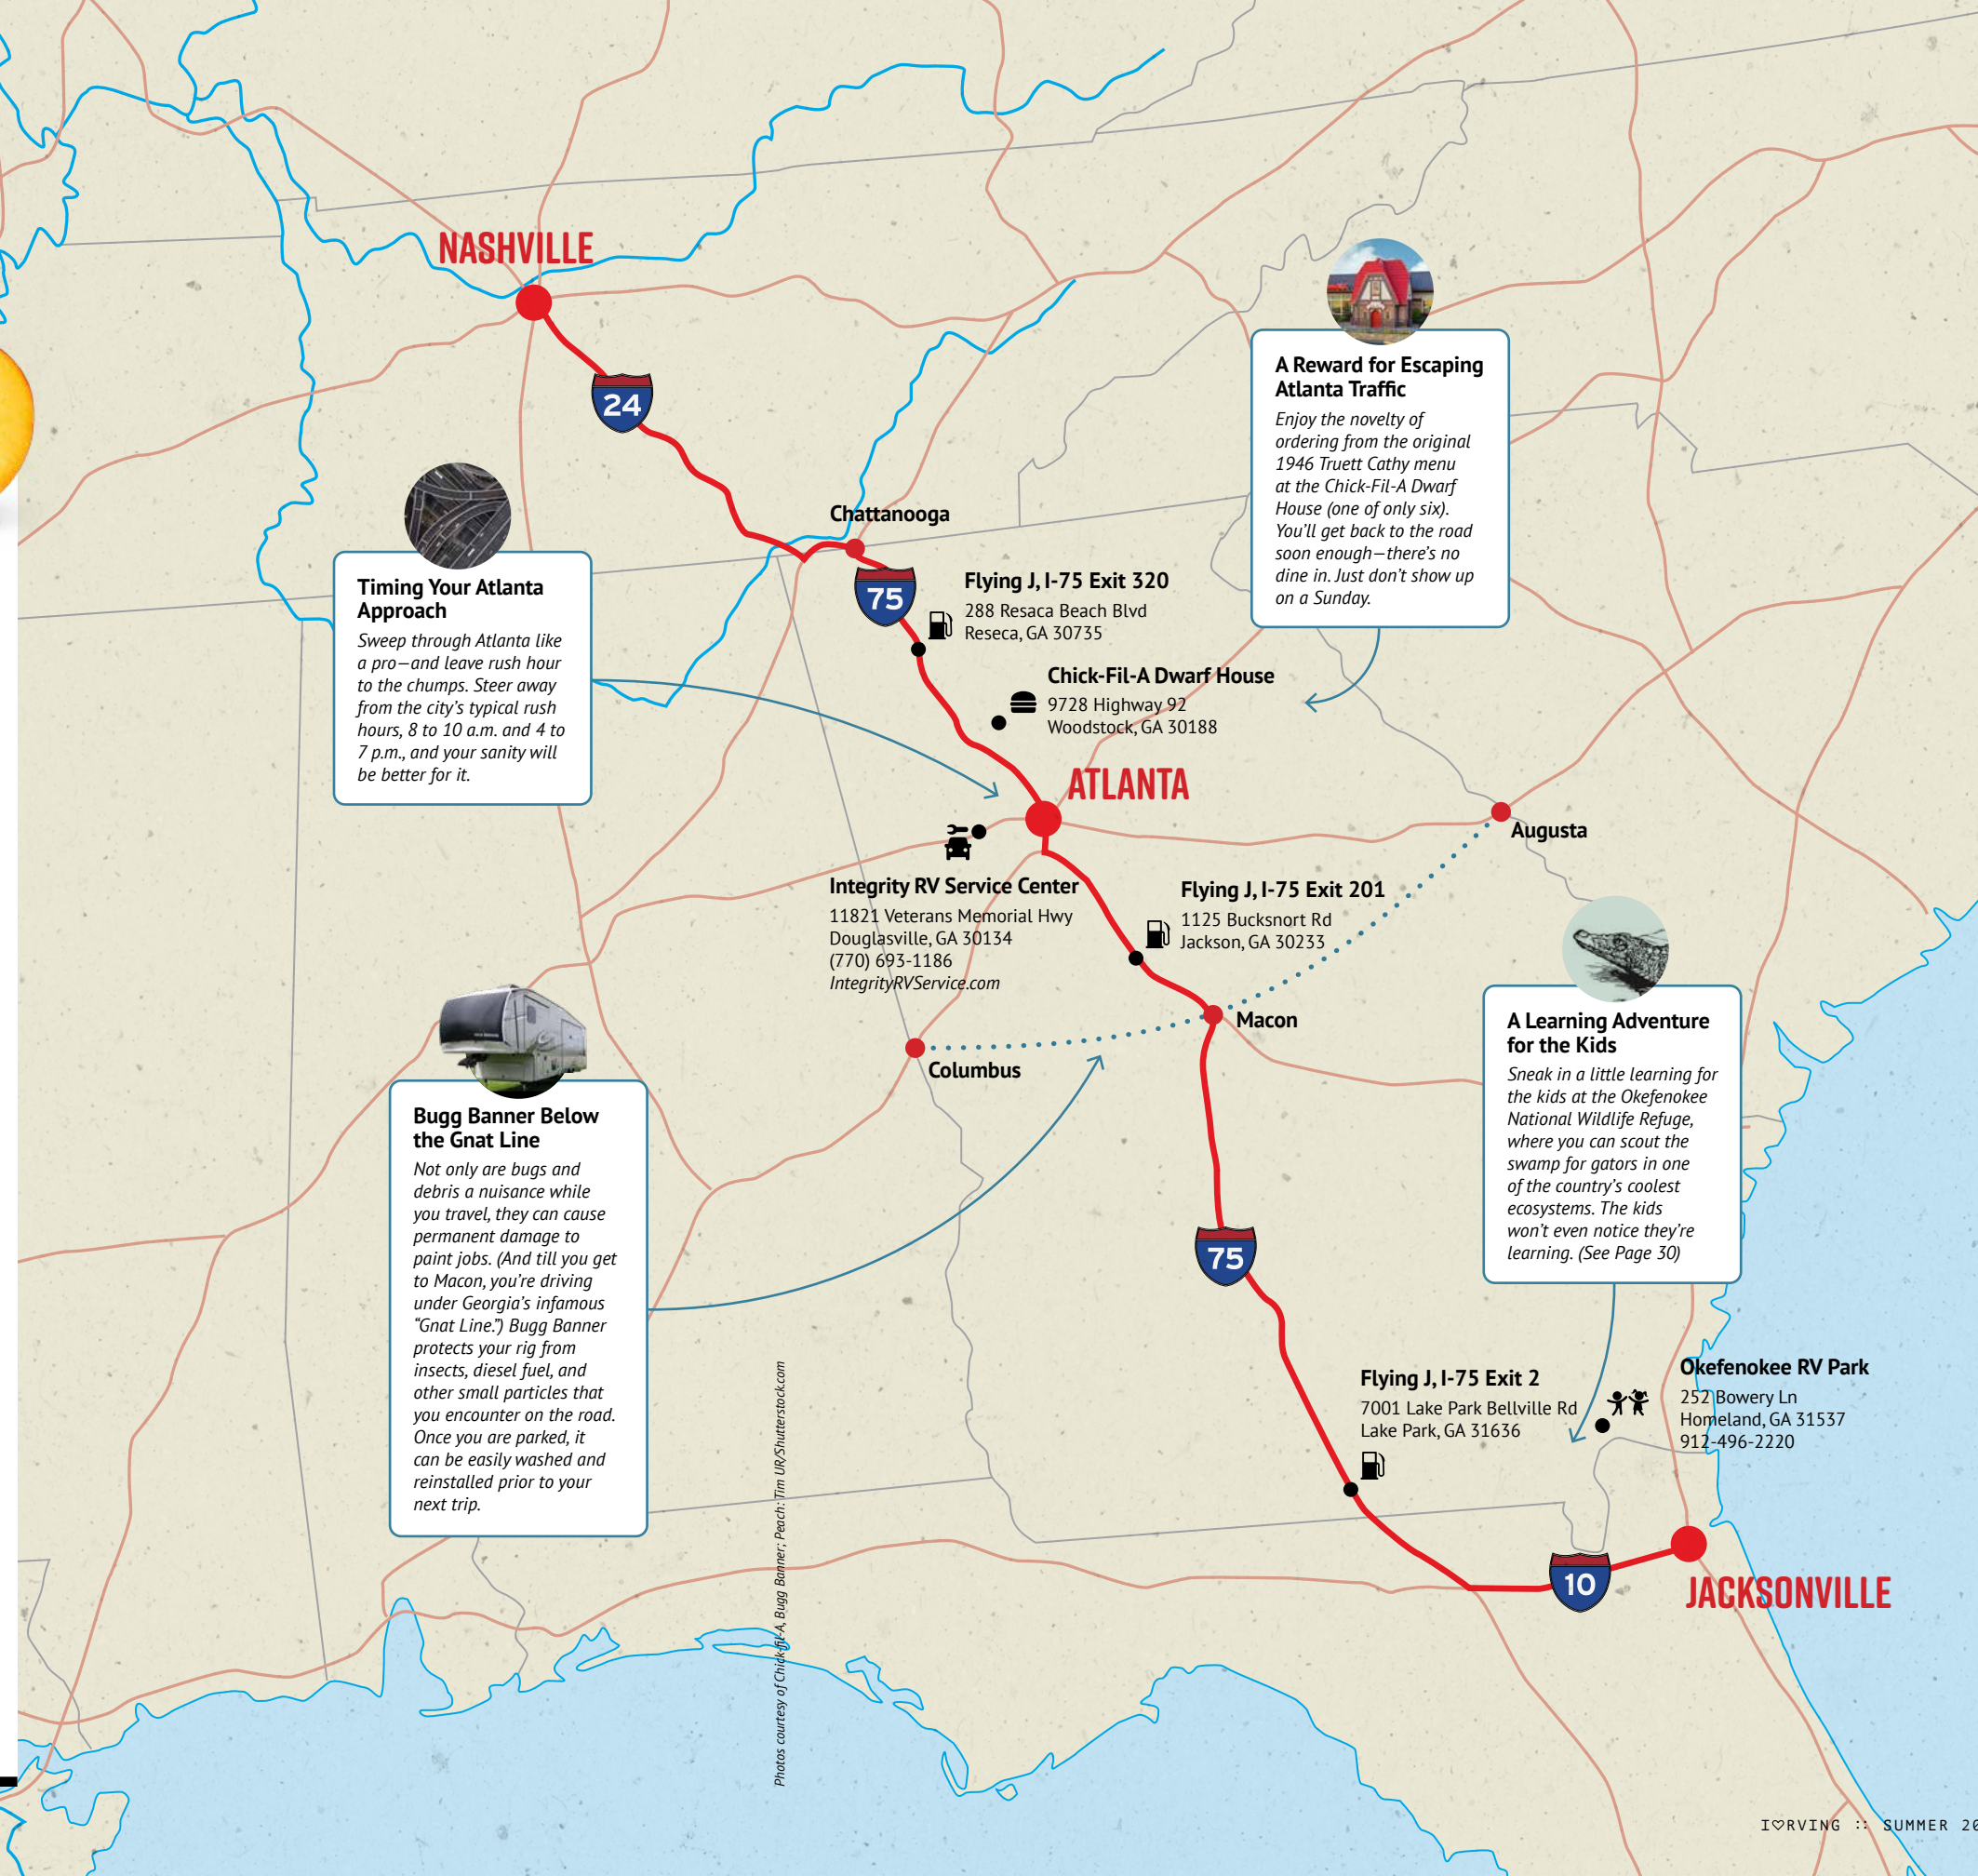 NASHVILLE
24
A Reward for Escaping
Atlanta Traffic
Enjoy the novelty of
ordering from the original
1946 Truett Cathy menu
at the Chick-Fil-A Dwarf
House (one of only six).
You'll get back to the road
soon enough—there's no
dine in. Just don't show up
on a Sunday.
Chattanooga
Timing Your Atlanta
Approach
Sweep through Atlanta like
a pro—and leave rush hour
to the chumps. Steer away
from the city's typical rush
hours, 8 to 10 a.m. and 4 to
7 p.m., and your sanity will
be better for it.
75
Flying J, I-75 Exit 320
288 Resaca Beach Blvd
Reseca, GA 30735
Chick-Fil-A Dwarf House
9728 Highway 92
Woodstock, GA 30188
ATLANTA
Augusta
Integrity RV Service Center
11821 Veterans Memorial Hwy
Douglasville, GA 30134
(770) 693-1186
IntegrityRVService.com
Flying J, I-75 Exit 201
1125 Bucksnort Rd
Jackson, GA 30233
Macon
Columbus
A Learning Adventure
for the Kids
Sneak in a little learning for
the kids at the Okefenokee
National Wildlife Refuge,
where you can scout the
swamp for gators in one
of the country's coolest
ecosystems. The kids
won't even notice they're
learning. (See Page 30)
Bugg Banner Below
the Gnat Line
Not only are bugs and
debris a nuisance while
you travel, they can cause
permanent damage to
paint jobs. (And till you get
to Macon, you're driving
under Georgia's infamous
"Gnat Line.") Bugg Banner
protects your rig from
insects, diesel fuel, and
other small particles that
you encounter on the road.
Once you are parked, it
can be easily washed and
reinstalled prior to your
next trip.
75
Flying J, I-75 Exit 2
7001 Lake Park Bellville Rd
Lake Park, GA 31636
Okefenokee RV Park
252 Bowery Ln
Homeland, GA 31537
912-496-2220
10
JACKSONVILLE
Photos courtesy of Chick-fil-A, Bugg Banner; Peach: Tim UR/Shutterstock.com
I♡RVING :: SUMMER 20